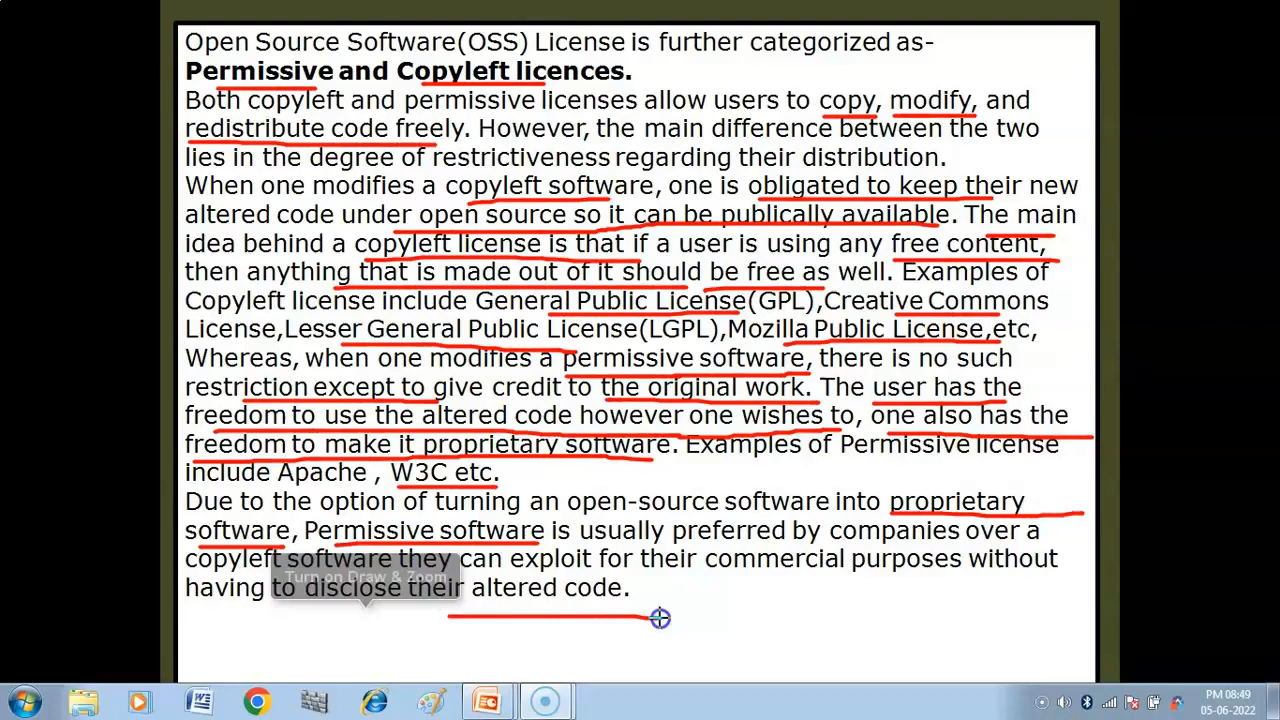 Open Source Software(OSS) License is further categorized as-
Permissive and Copyleft licences.
Both copyleft and permissive licenses allow users to copy, modify, and
redistribute code freely. However, the main difference between the two
lies in the degree of restrictiveness regarding their distribution.
When one modifies a copyleft software, one is obligated to keep their new
altered code under open source so it can be publically available. The main
idea behind a copyleft license is that if a user is using any free content,
then anything that is made out of it should be free as well. Examples of
Copyleft license include General Public License(GPL),Creative Commons
License,Lesser General Public License(LGPL),Mozilla Public License,etc,
Whereas, when one modifies a permissive software, there is no such
restriction except to give credit to the original work. The user has the
freedom to use the altered code however one wishes to, one also has the
freedom to make it proprietary software. Examples of Permissive license
include Apache , W3C etc.
Due to the option of turning an open-source software into proprietary
software, Permissive software is usually preferred by companies over a
copyleft software they can exploit for their commercial purposes without
having to disclose their altered code.
Turn on Draw & Zoom
PM 08:49
05-06-2022